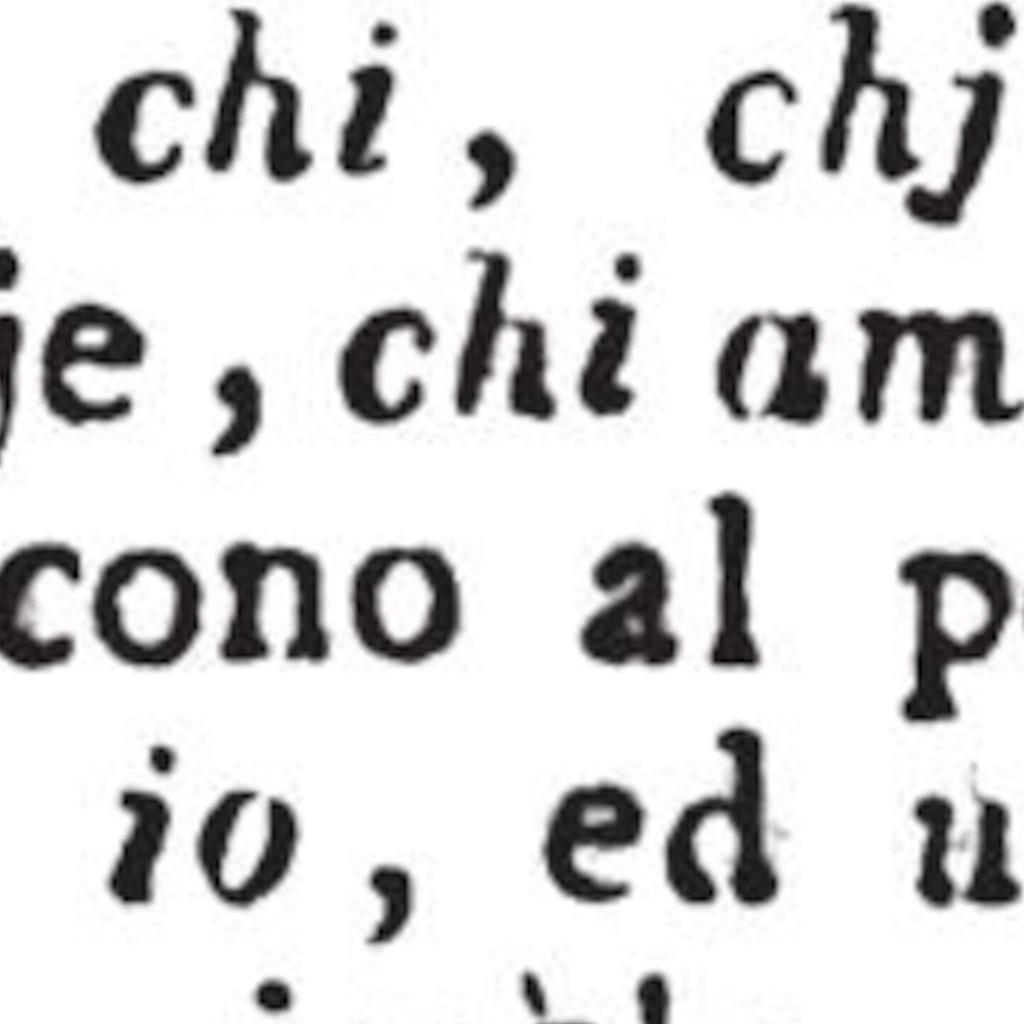 chi, chj
je, chi am
cono al p
io, ed u